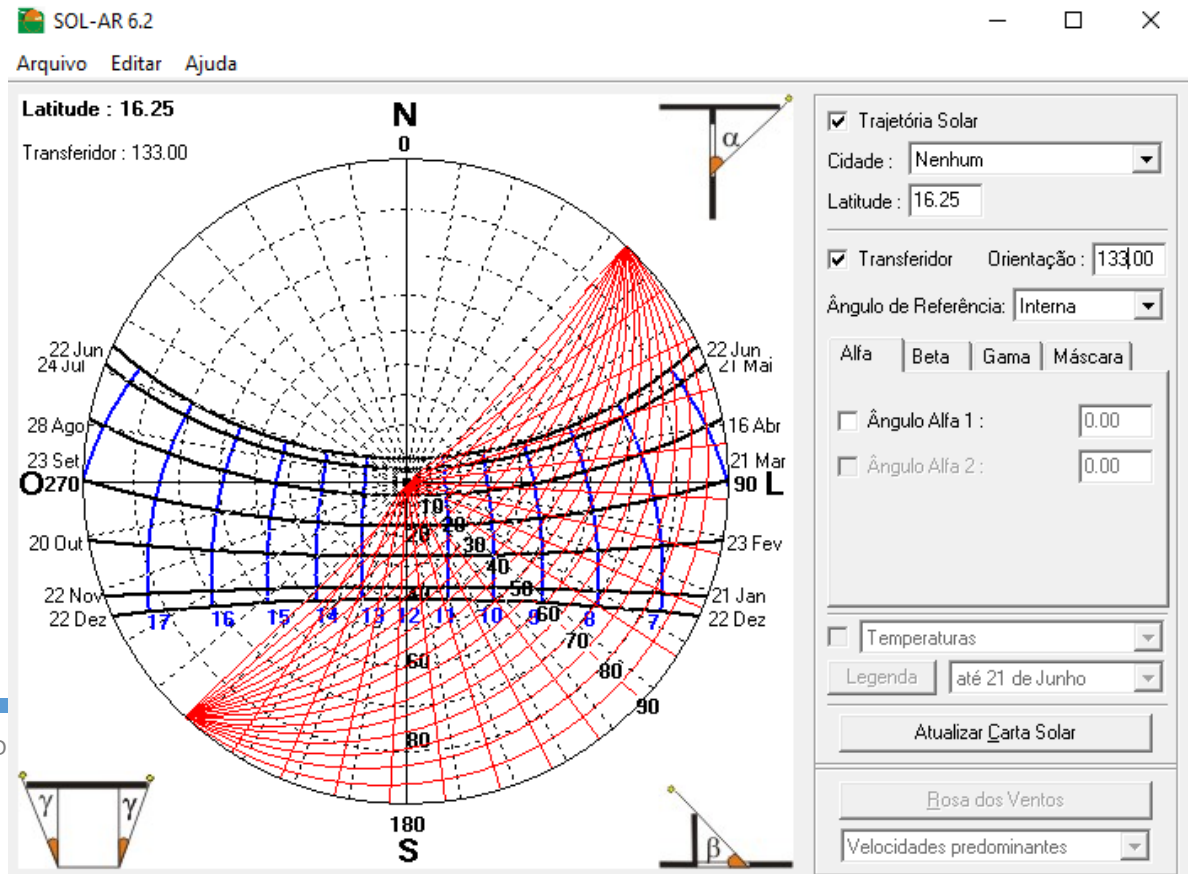 SOL-AR 6.2
Arquivo Editar Ajuda
Latitude : 16.25
Transferidor : 133.00
N
0
α
22 Jun
24 Jul
28 Ago
23 Set
O 270
20 Out
22 Nov
22 Dez
22 Jun
21 Mai
16 Abr
21 Mar
90 L
23 Fev
21 Jan
22 Dez
10
20
20
30
40
40
50
60
60
70
80
80
90
17 16 15 14 13 12 11 10 9 8 7
180
S
γ γ
β
Trajetória Solar
Cidade : Nenhum
Latitude : 16.25
Transferidor Orientação : 133.00
Ângulo de Referência: Interna
Alfa Beta Gama Máscara
Ângulo Alfa 1 : 0.00
Ângulo Alfa 2 : 0.00
Temperaturas
Legenda até 21 de Junho
Atualizar Carta Solar
Rosa dos Ventos
Velocidades predominantes